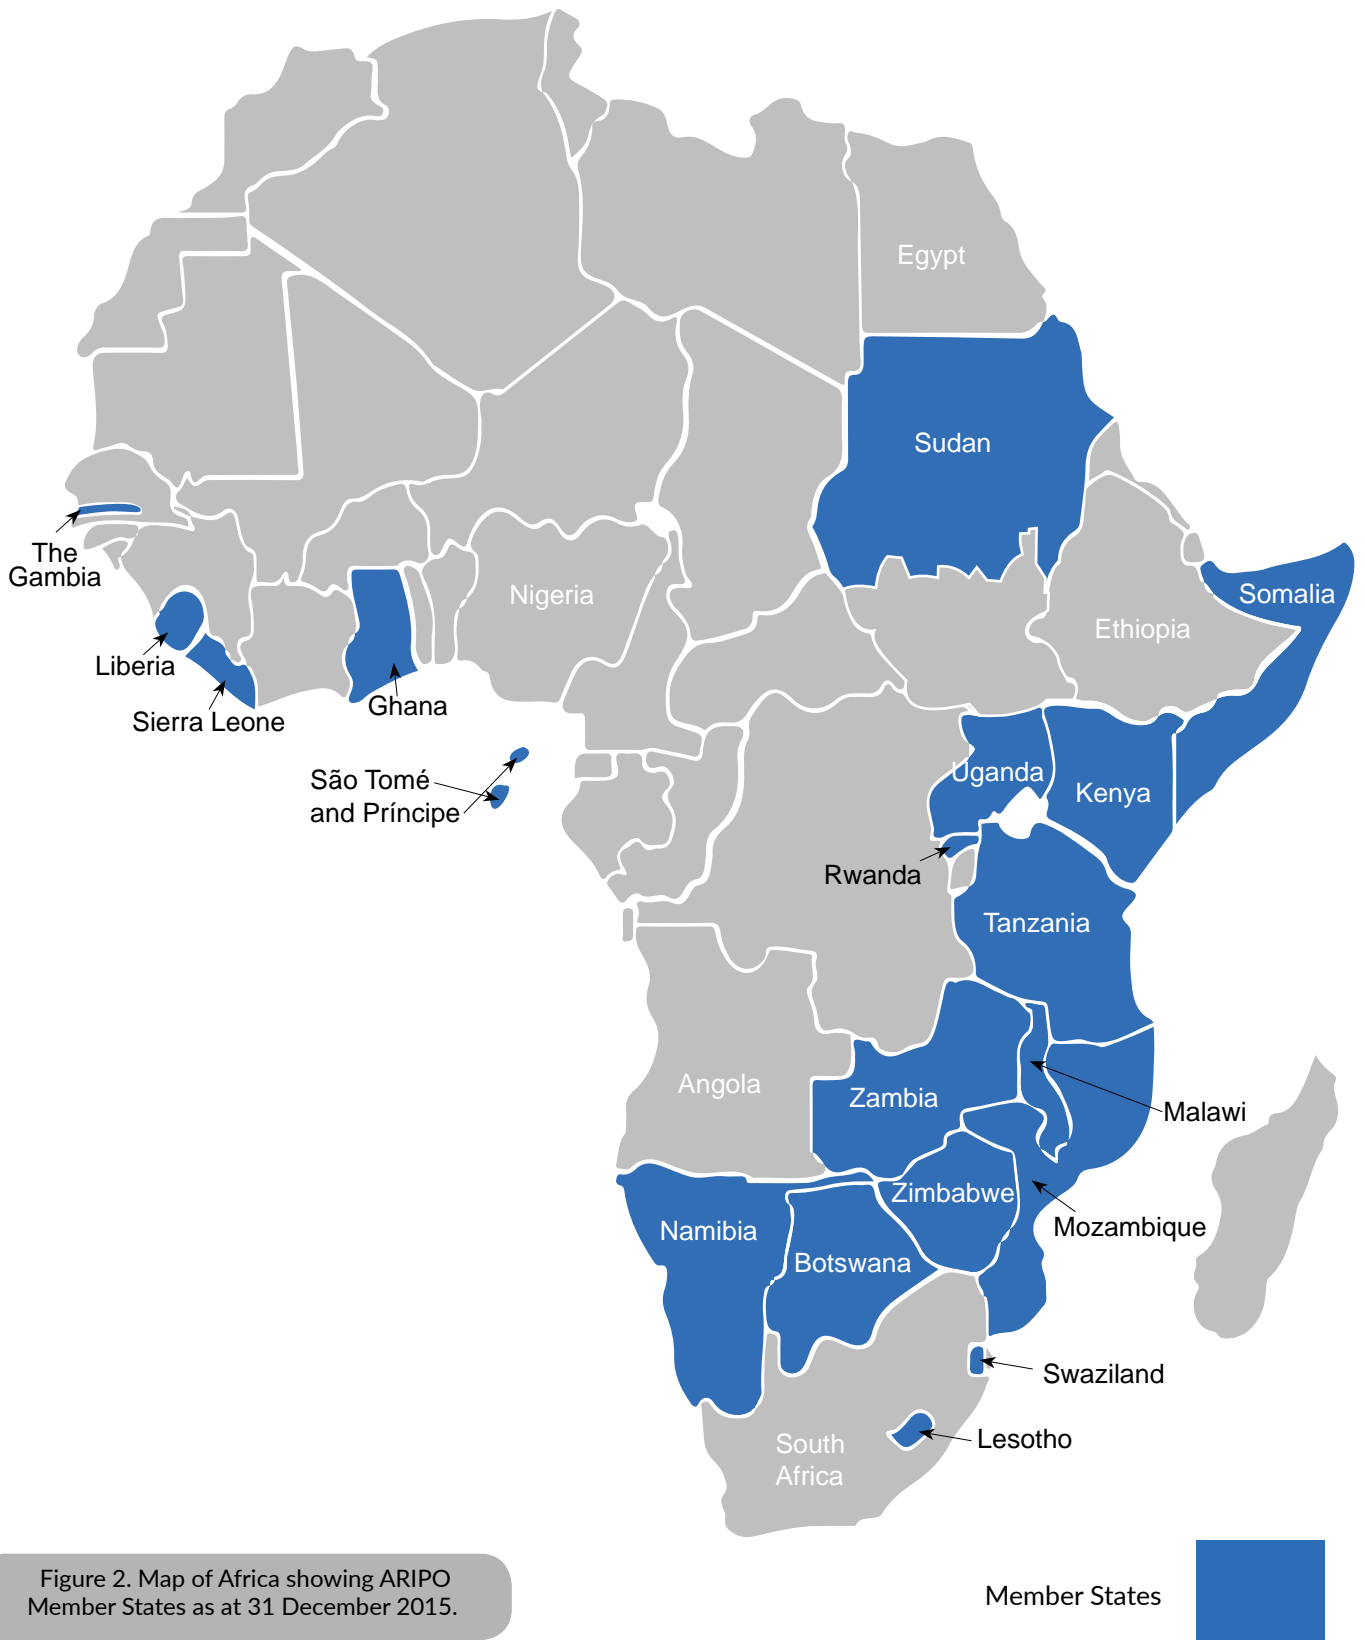 Egypt
Sudan
The
Gambia
Nigeria
Somalia
Ethiopia
Liberia
Sierra Leone
Ghana
São Tomé
and Príncipe
Uganda
Kenya
Rwanda
Tanzania
Angola
Zambia
Malawi
Zimbabwe
Namibia
Mozambique
Botswana
Swaziland
Lesotho
South
Africa
Figure 2. Map of Africa showing ARIPO
Member States as at 31 December 2015.
Member States